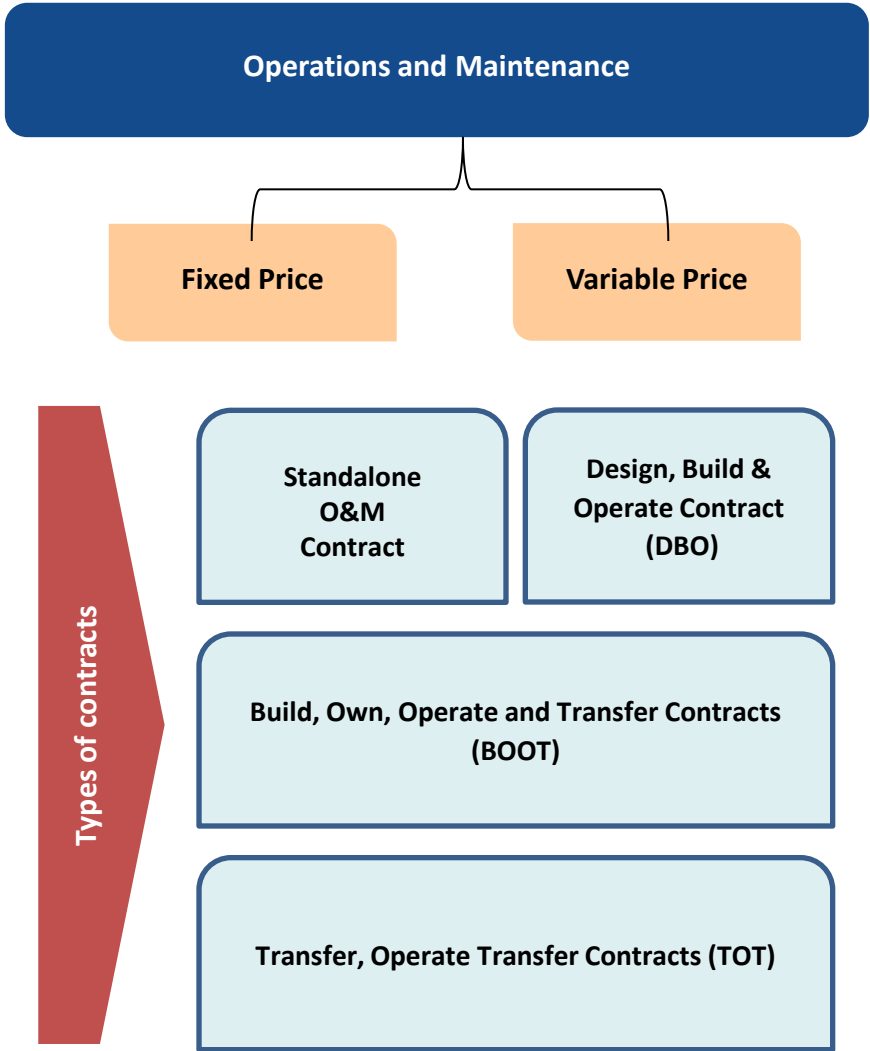 Operations and Maintenance
Fixed Price
Variable Price
Types of contracts
Standalone
O&M
Contract
Design, Build &
Operate Contract
(DBO)
Build, Own, Operate and Transfer Contracts
(BOOT)
Transfer, Operate Transfer Contracts (TOT)